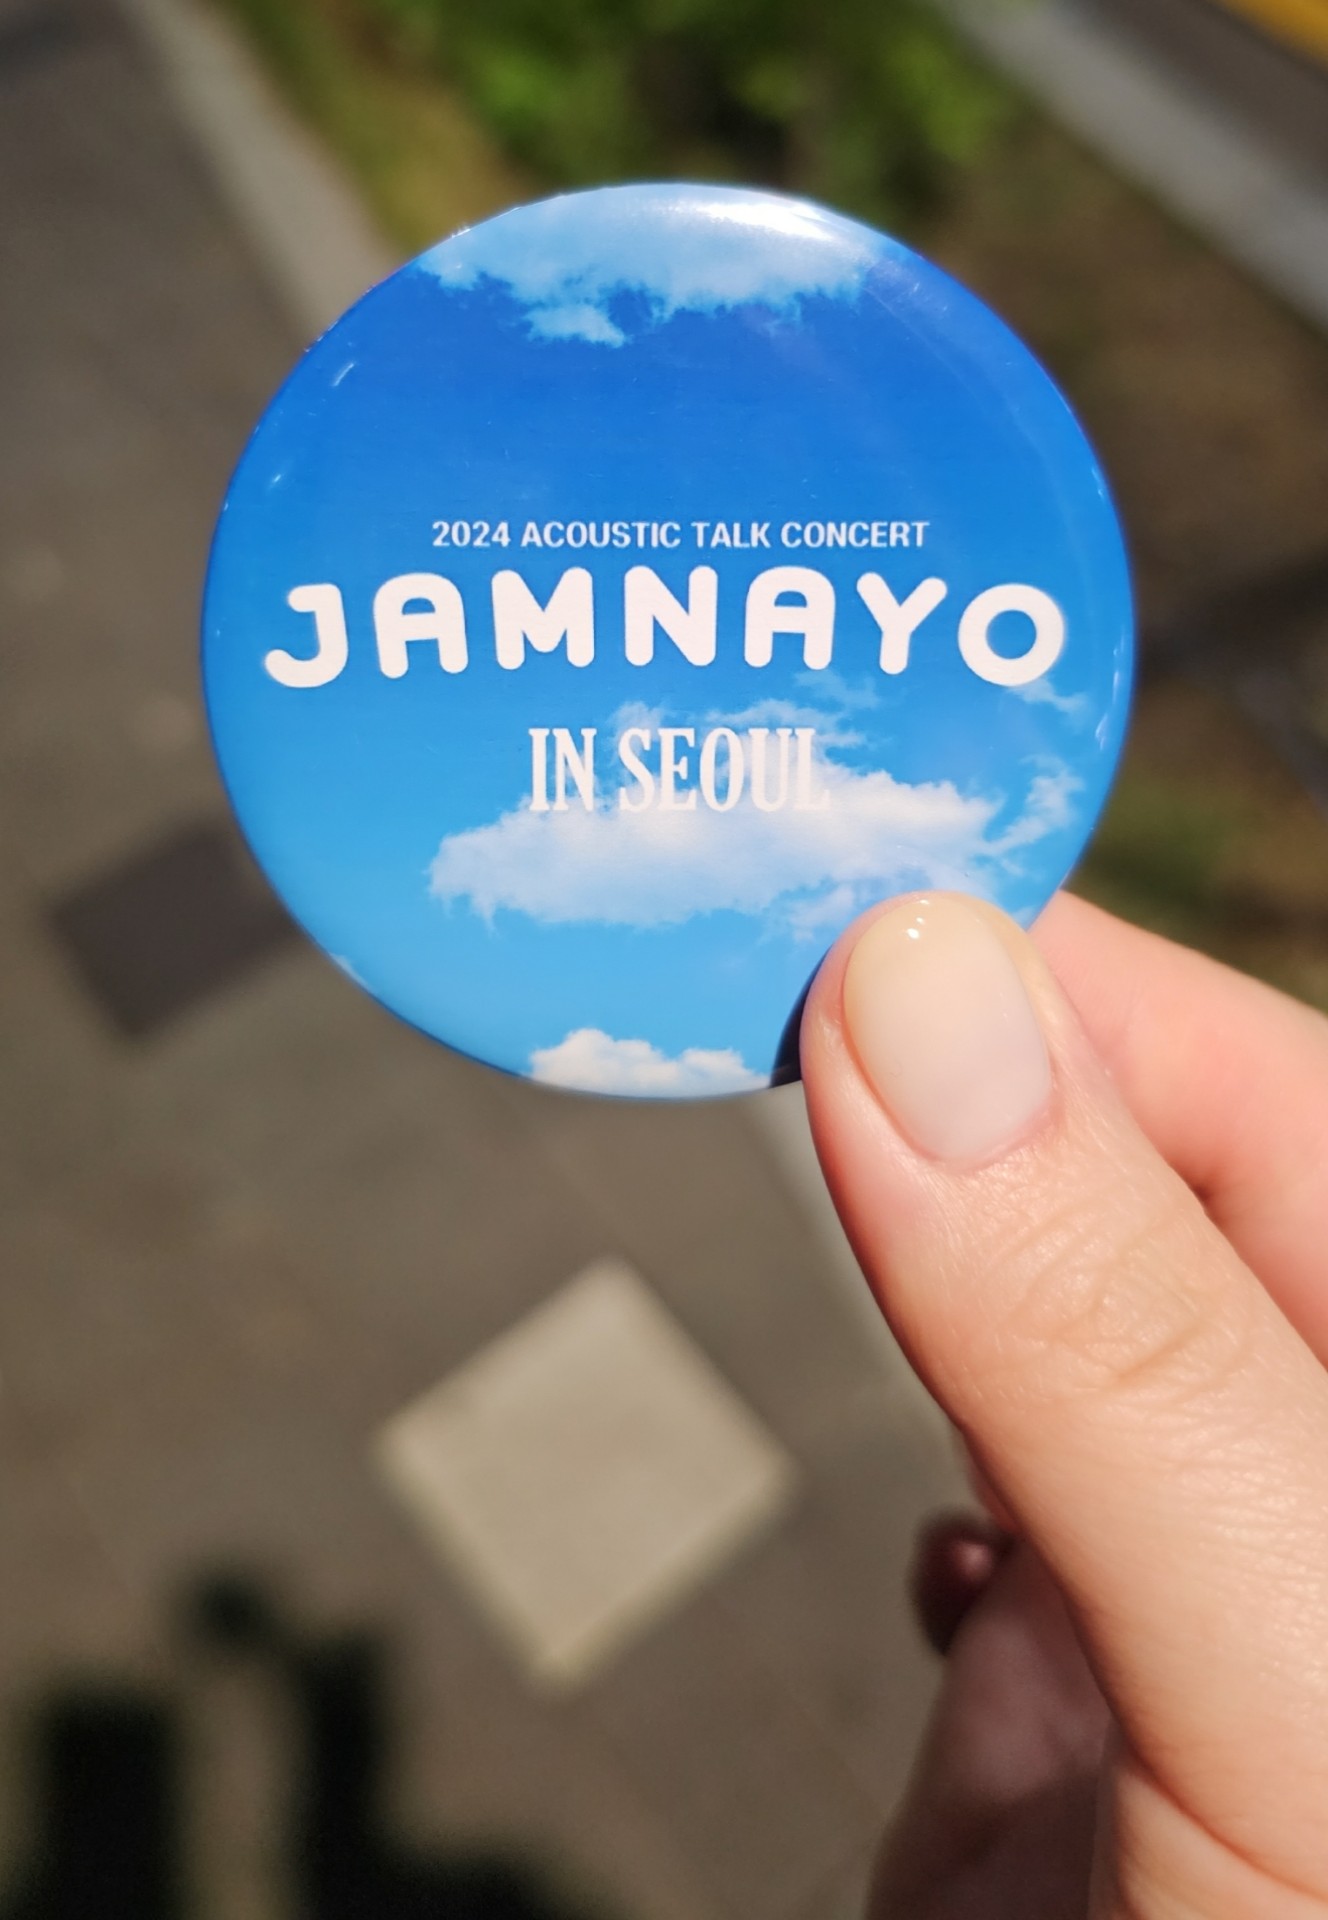 2024 ACOUSTIC TALK CONCERT
JAMNAYO
IN SEOUL